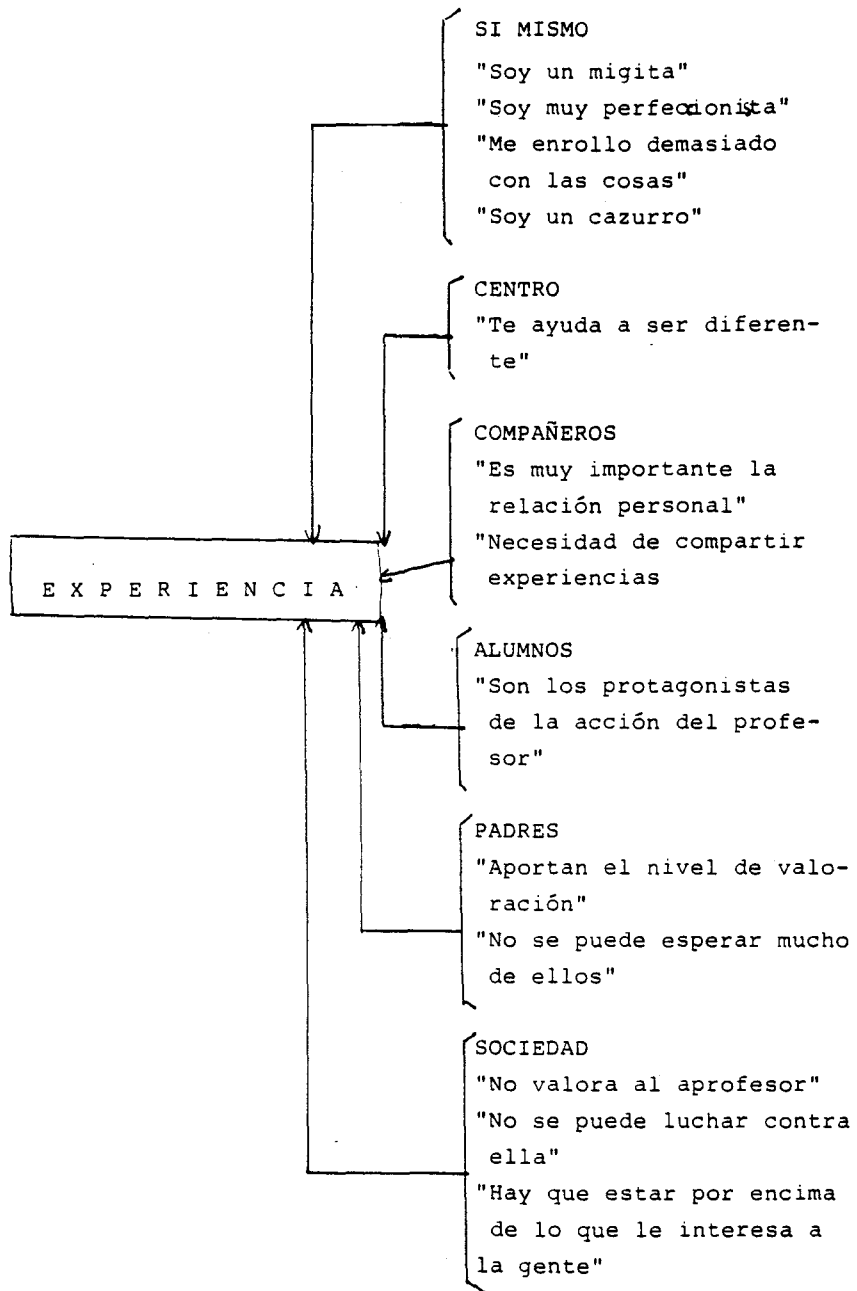 SI MISMO
"Soy un migita"
"Soy muy perfecionista"
"Me enrollo demasiado
con las cosas"
"Soy un cazurro"
CENTRO
"Te ayuda a ser diferen-
te"
COMPAÑEROS
"Es muy importante la
relación personal"
"Necesidad de compartir
experiencias
EXPERIENCIA
ALUMNOS
"Son los protagonistas
de la acción del profe-
sor"
PADRES
"Aportan el nivel de valo-
ración"
"No se puede esperar mucho
de ellos"
SOCIEDAD
"No valora al aprofesor"
"No se puede luchar contra
ella"
"Hay que estar por encima
de lo que le interesa a
la gente"